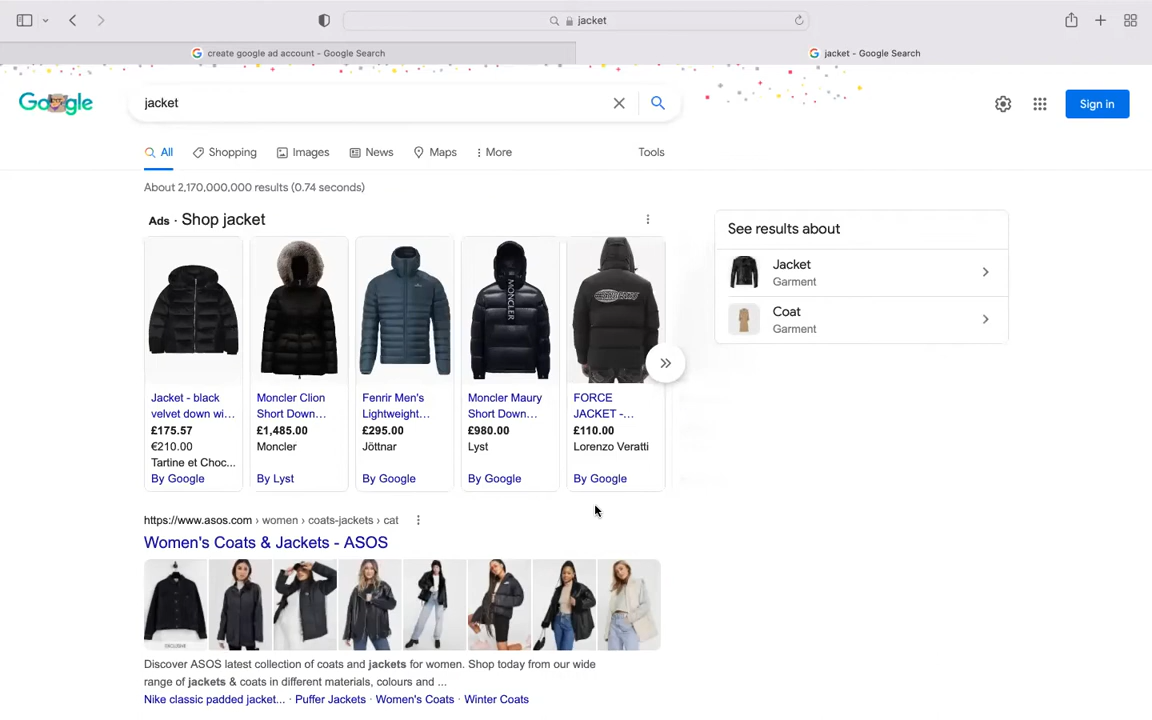 jacket
create google ad account - Google Search
jacket - Google Search
Google
jacket
Sign in
All
Shopping
Images
News
Maps
More
Tools
About 2,170,000,000 results (0.74 seconds)
Ads · Shop jacket
See results about
Jacket
Garment
Coat
Garment
MONCLER
Jacket - black
velvet down wi...
£175.57
€210.00
Tartine et Choc...
By Google
Moncler Clion
Short Down...
£1,485.00
Moncler
By Lyst
Fenrir Men's
Lightweight...
£295.00
Jöttnar
By Google
Moncler Maury
Short Down...
£980.00
Lyst
By Google
FORCE
JACKET -...
£110.00
Lorenzo Veratti
By Google
https://www.asos.com › women › coats-jackets › cat
Women's Coats & Jackets - ASOS
EXCLUSIVE
Discover ASOS latest collection of coats and jackets for women. Shop today from our wide
range of jackets & coats in different materials, colours and ...
Nike classic padded jacket... · Puffer Jackets · Women's Coats · Winter Coats